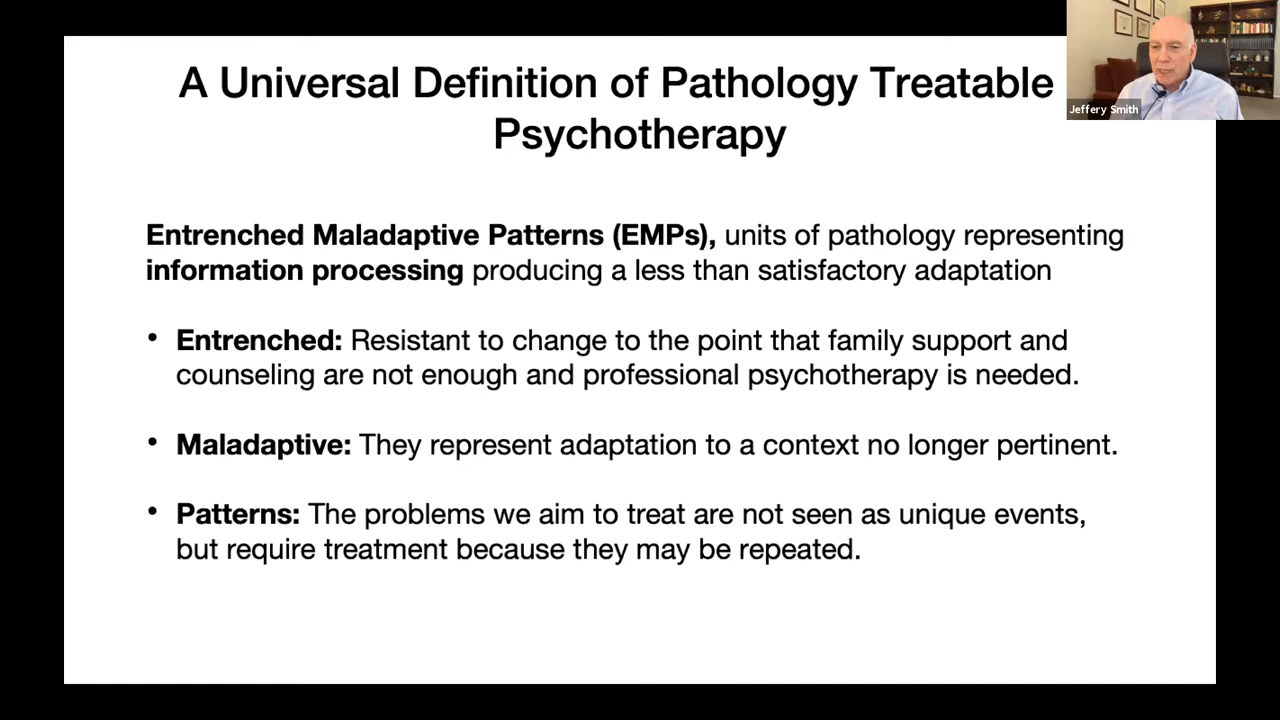 A Universal Definition of Pathology Treatable
Psychotherapy
Jeffery Smith
Entrenched Maladaptive Patterns (EMPs), units of pathology representing
information processing producing a less than satisfactory adaptation
• Entrenched: Resistant to change to the point that family support and
counseling are not enough and professional psychotherapy is needed.
• Maladaptive: They represent adaptation to a context no longer pertinent.
• Patterns: The problems we aim to treat are not seen as unique events,
but require treatment because they may be repeated.